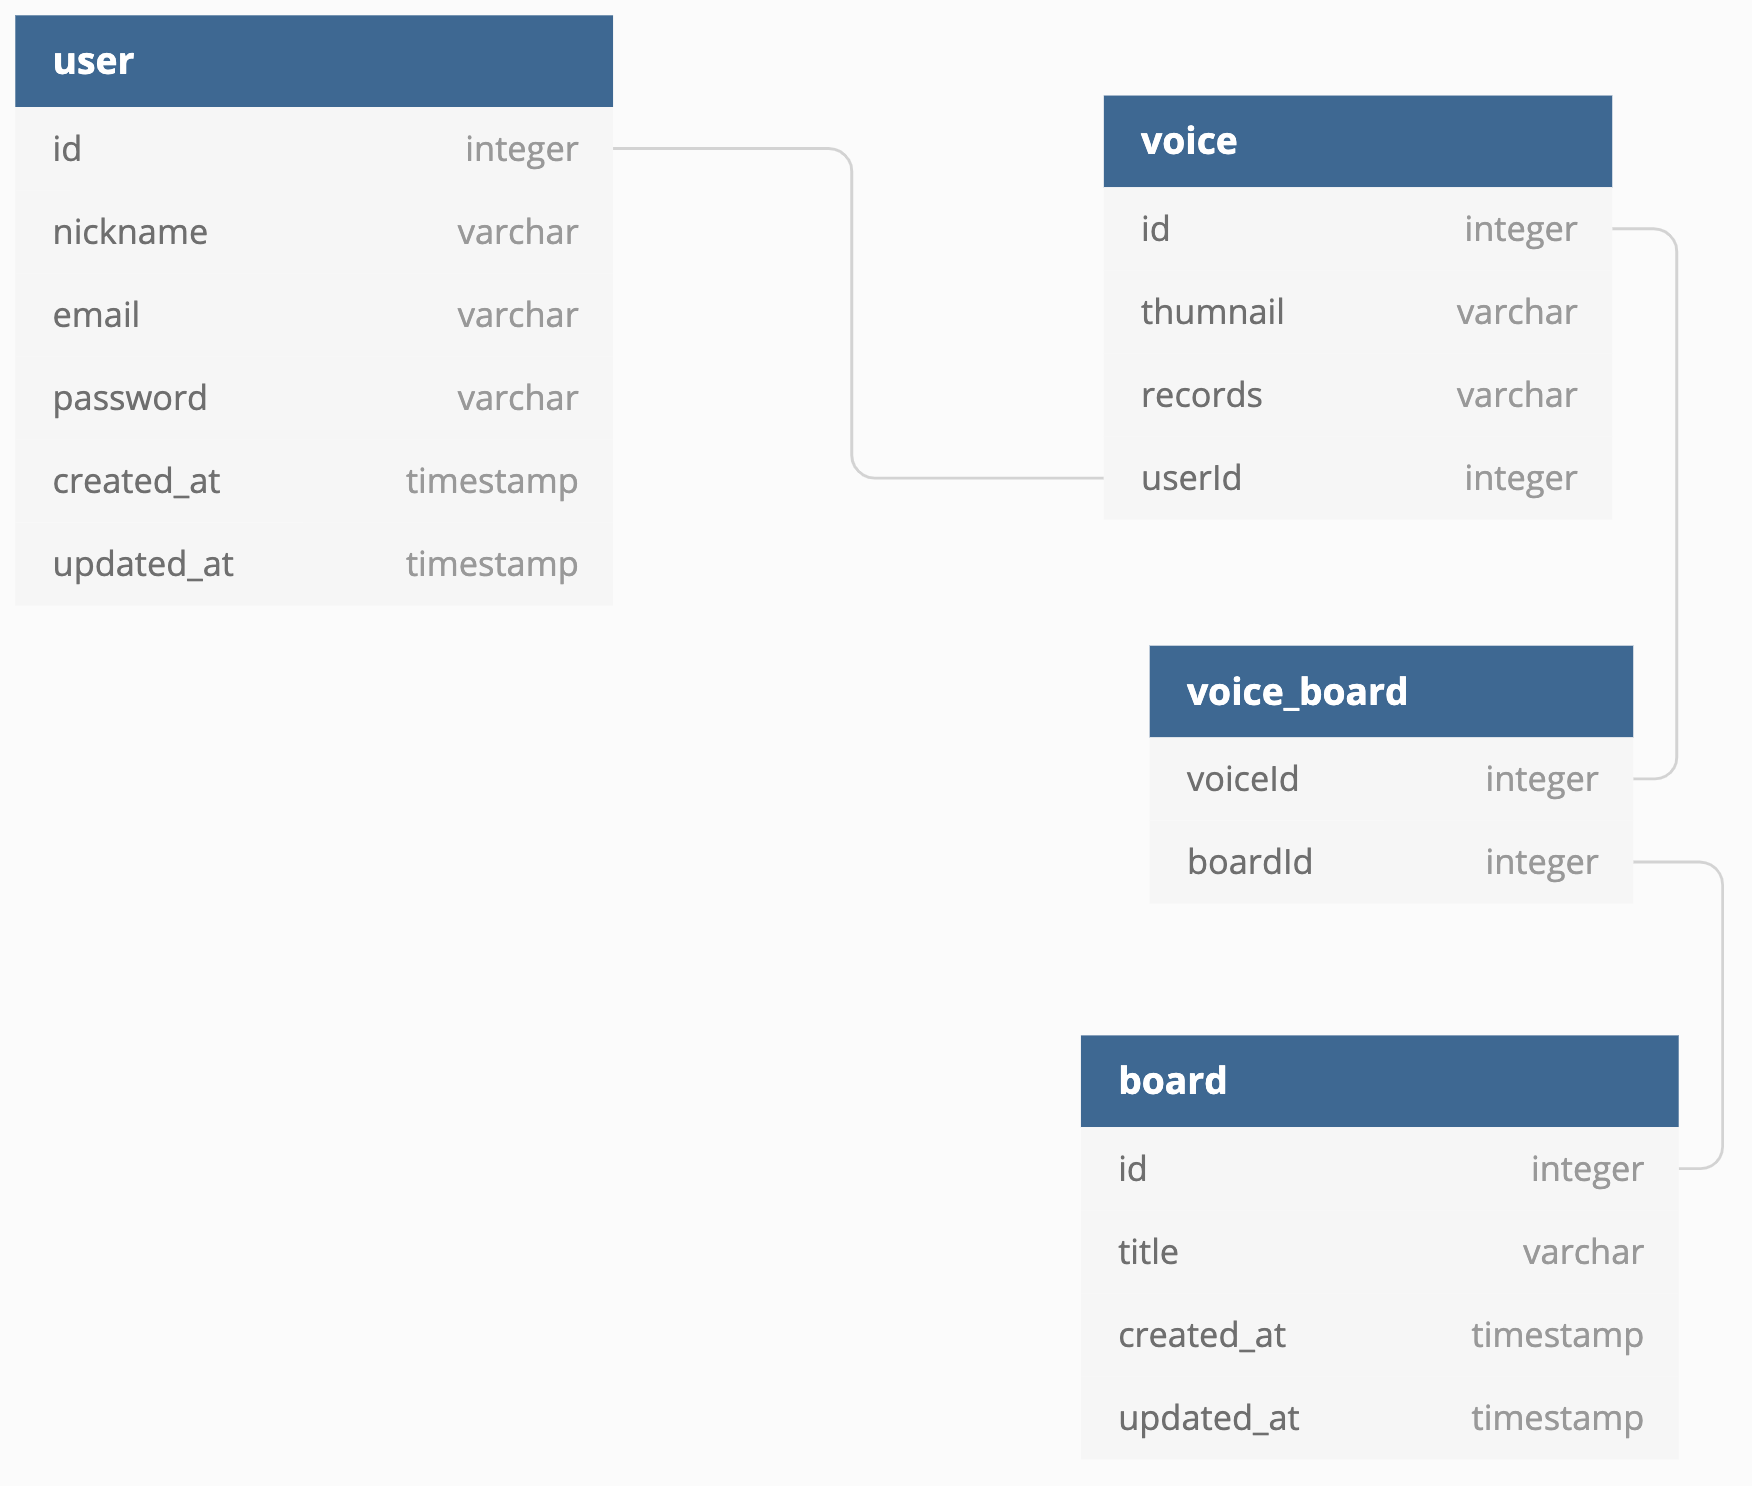 user
id integer
nickname varchar
email varchar
password varchar
created_at timestamp
updated_at timestamp
voice
id integer
thumnail varchar
records varchar
userId integer
voice_board
voiceId integer
boardId integer
board
id integer
title varchar
created_at timestamp
updated_at timestamp